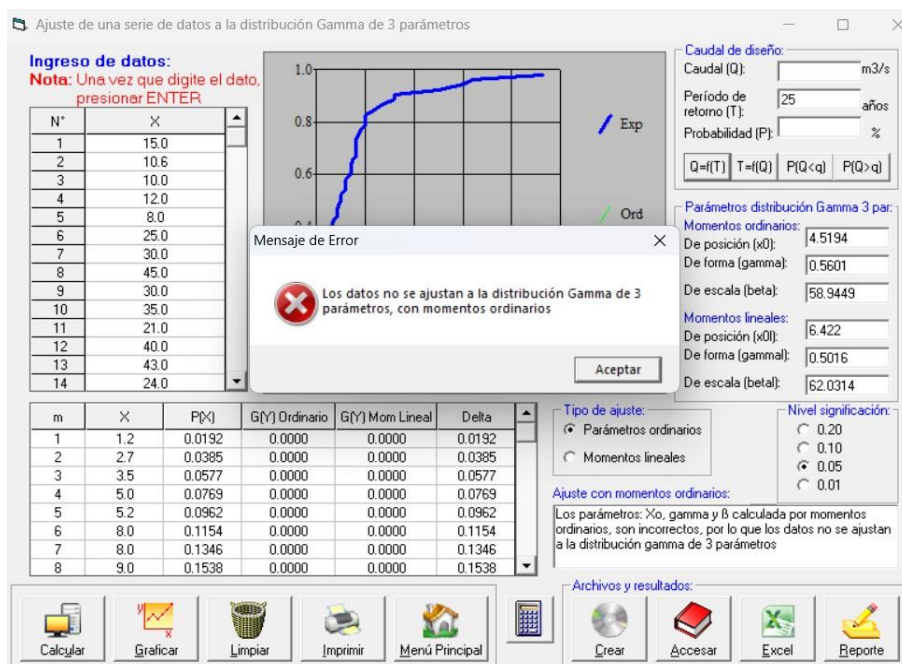 Ajuste de una serie de datos a la distribución Gamma de 3 parámetros
Ingreso de datos:
Nota: Una vez que digite el dato,
presionar ENTER
N° X
1 15.0
2 10.6
3 10.0
4 12.0
5 8.0
6 25.0
7 30.0
8 45.0
9 30.0
10 35.0
11 21.0
12 40.0
13 43.0
14 24.0
1.0
0.8
0.6
Exp
Ord
Caudal de diseño:
Caudal (Q): m3/s
Período de retorno (T): 25 años
Probabilidad (P): %
Q=f(T) T=f(Q) P(Q<q) P(Q>q)
Parámetros distribución Gamma 3 par:
Momentos ordinarios:
De posición (x0): 4.5194
De forma (gamma): 0.5601
De escala (beta): 58.9449
Momentos lineales:
De posición (x0l): 6.422
De forma (gammal): 0.5016
De escala (betal): 62.0314
Mensaje de Error
Los datos no se ajustan a la distribución Gamma de 3
parámetros, con momentos ordinarios
Aceptar
m X P(X) G(Y) Ordinario G(Y) Mom Lineal Delta
1 1.2 0.0192 0.0000 0.0000 0.0192
2 2.7 0.0385 0.0000 0.0000 0.0385
3 3.5 0.0577 0.0000 0.0000 0.0577
4 5.0 0.0769 0.0000 0.0000 0.0769
5 5.2 0.0962 0.0000 0.0000 0.0962
6 8.0 0.1154 0.0000 0.0000 0.1154
7 8.0 0.1346 0.0000 0.0000 0.1346
8 9.0 0.1538 0.0000 0.0000 0.1538
Tipo de ajuste:
Parámetros ordinarios
Momentos lineales
Nivel significación:
0.20
0.10
0.05
0.01
Ajuste con momentos ordinarios:
Los parámetros: Xo, gamma y ß calculada por momentos
ordinarios, son incorrectos, por lo que los datos no se ajustan
a la distribución gamma de 3 parámetros
Calcular Graficar Limpiar Imprimir Menú Principal
Archivos y resultados:
Crear Accesar Excel Reporte